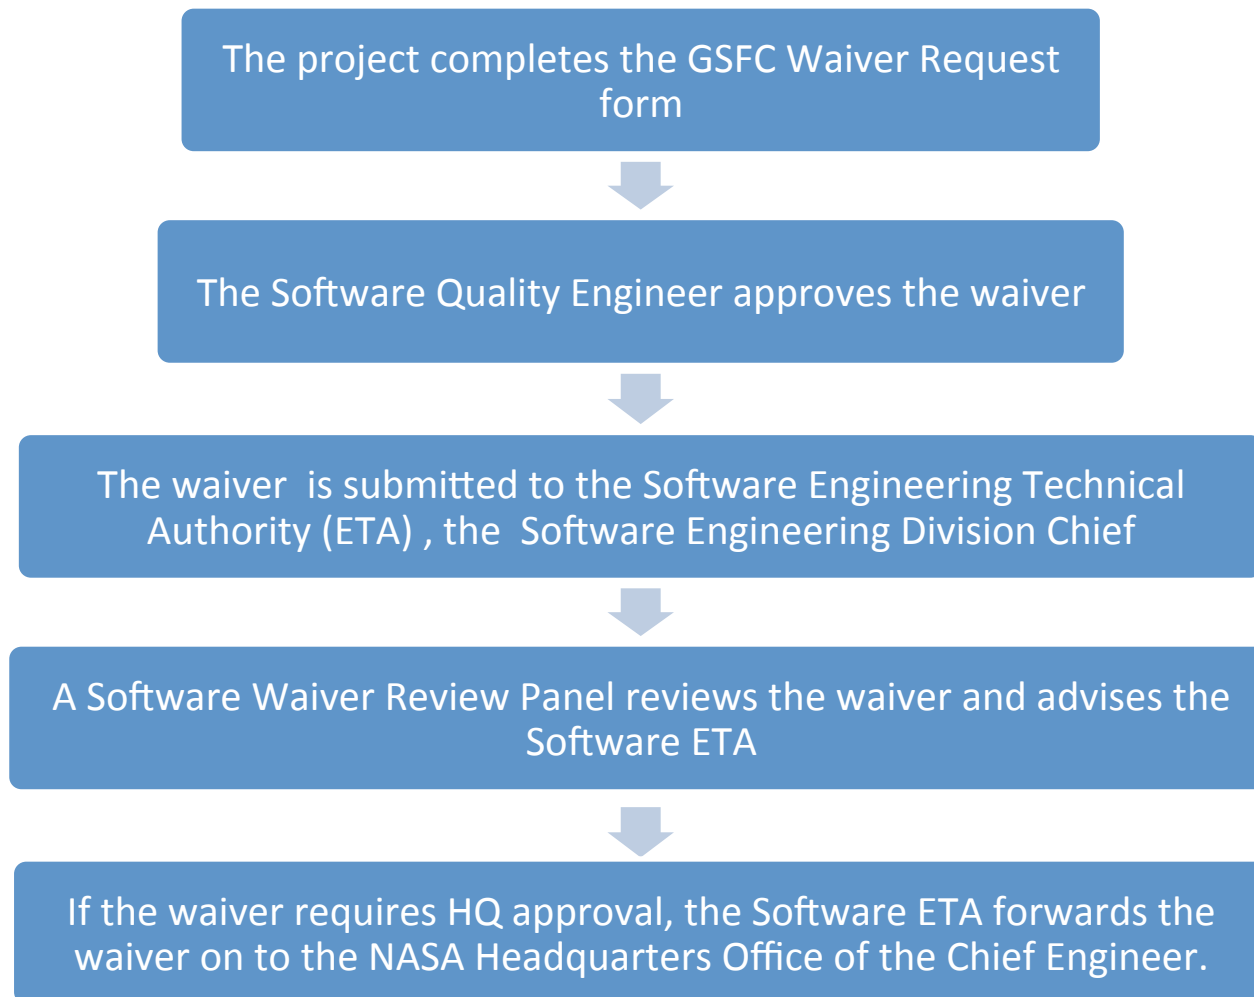 The project completes the GSFC Waiver Request
form
The Software Quality Engineer approves the waiver
The waiver  is submitted to the Software Engineering Technical
Authority (ETA) , the  Software Engineering Division Chief
A Software Waiver Review Panel reviews the waiver and advises the
Software ETA
If the waiver requires HQ approval, the Software ETA forwards the
waiver on to the NASA Headquarters Office of the Chief Engineer.